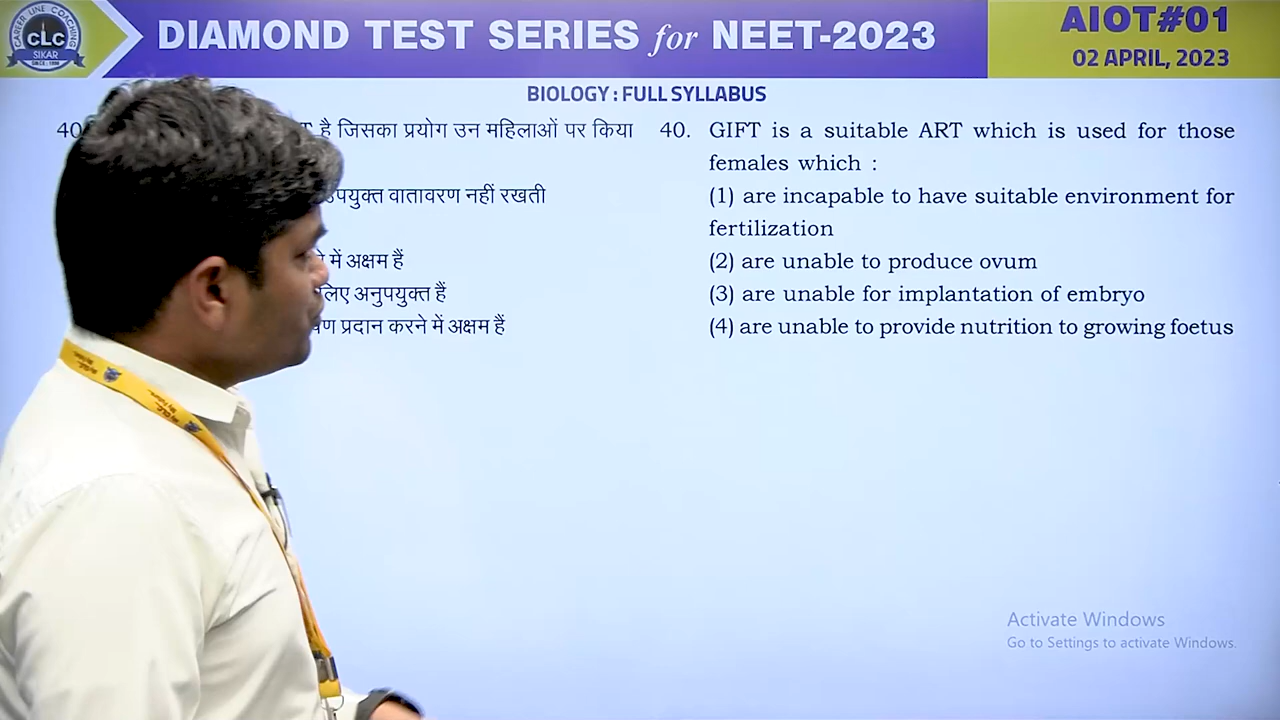 CAREER LINE COACHING
CLC
SIKAR
SINCE : 1996
DIAMOND TEST SERIES for NEET-2023
AIOT#01
02 APRIL, 2023
BIOLOGY : FULL SYLLABUS
40
है जिसका प्रयोग उन महिलाओं पर किया
वातावरण नहीं रखती
में अक्षम हैं
अनुपयुक्त हैं
प्रदान करने में अक्षम हैं
40. GIFT is a suitable ART which is used for those
females which :
(1) are incapable to have suitable environment for
fertilization
(2) are unable to produce ovum
(3) are unable for implantation of embryo
(4) are unable to provide nutrition to growing foetus
Activate Windows
Go to Settings to activate Windows.